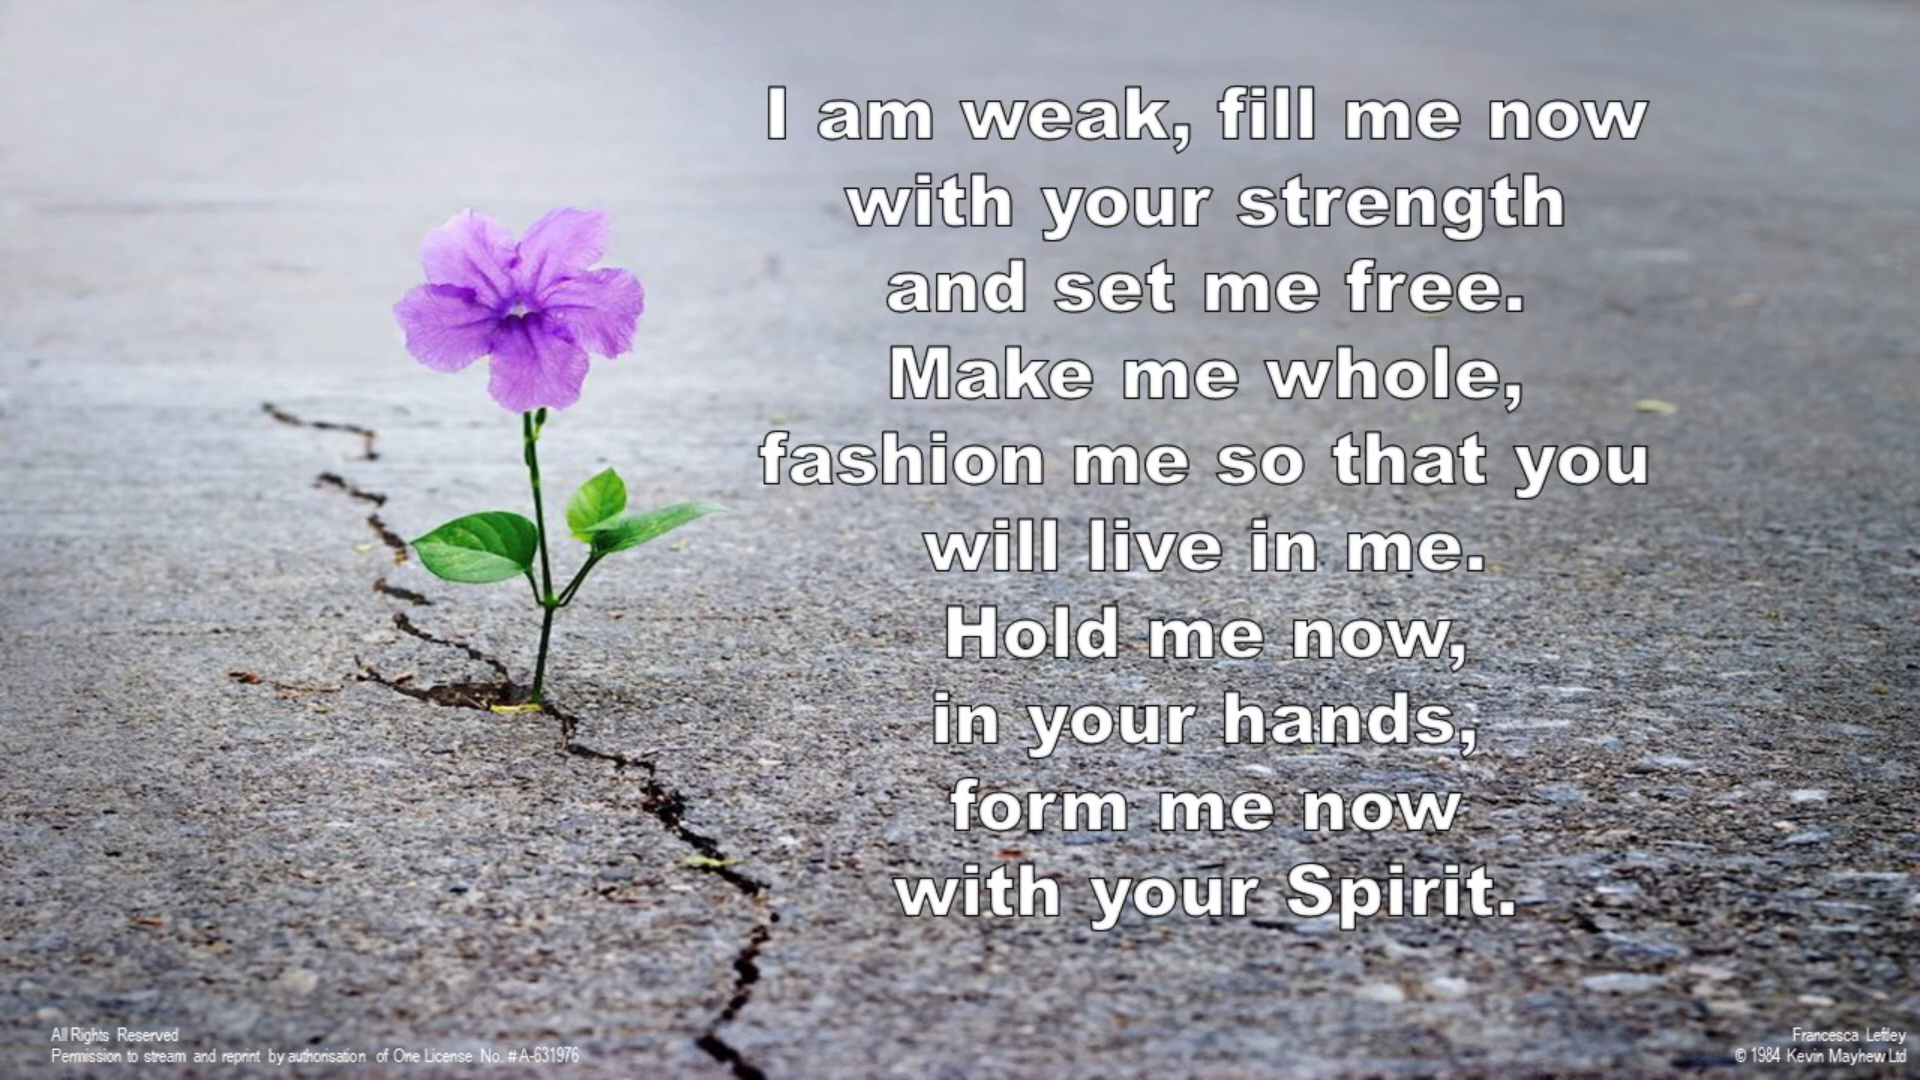 I am weak, fill me now
with your strength
and set me free.
Make me whole,
fashion me so that you
will live in me.
Hold me now,
in your hands,
form me now
with your Spirit.
All Rights Reserved
Permission to stream and reprint by authorisation of One License No. #A-631976
Francesca Leftley
© 1984 Kevin Mayhew Ltd